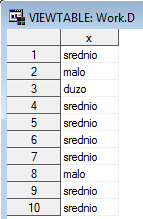 VIEWTABLE: Work.D
x
1 srednio
2 malo
3 duzo
4 srednio
5 srednio
6 srednio
7 srednio
8 malo
9 srednio
10 srednio